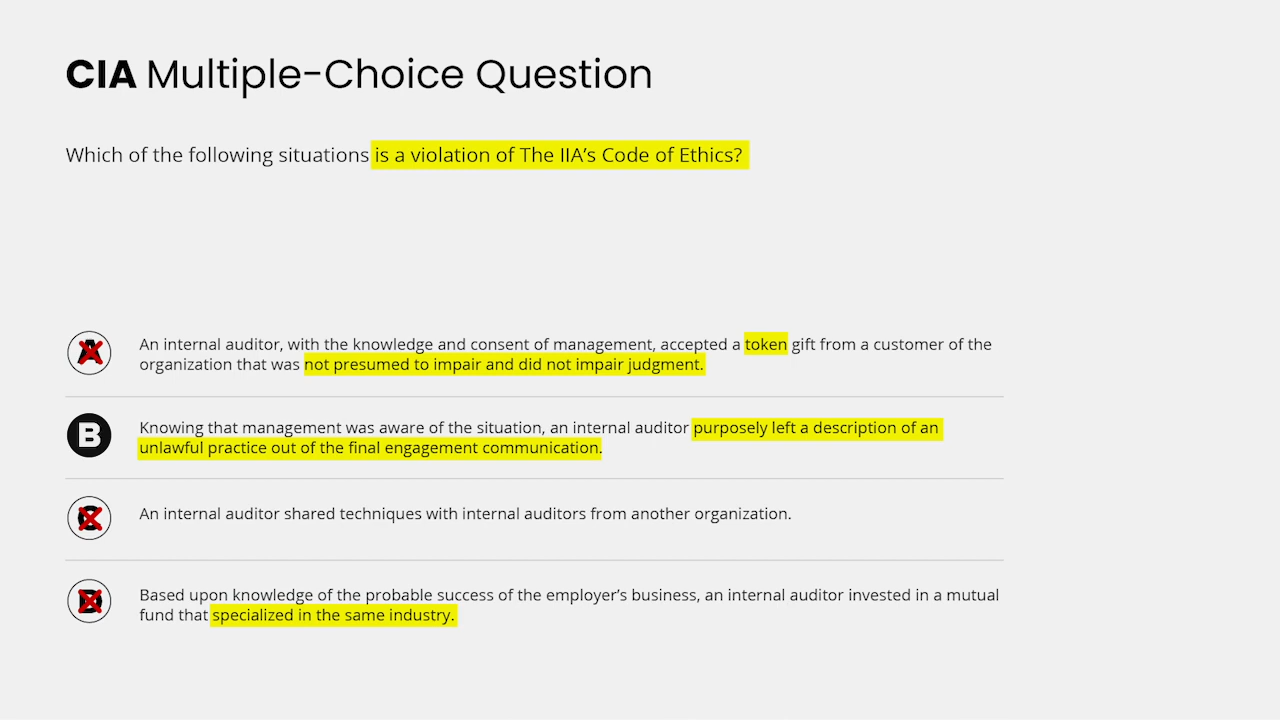 CIA Multiple-Choice Question
Which of the following situations is a violation of The IIA’s Code of Ethics?
A
An internal auditor, with the knowledge and consent of management, accepted a token gift from a customer of the
organization that was not presumed to impair and did not impair judgment.
B
Knowing that management was aware of the situation, an internal auditor purposely left a description of an
unlawful practice out of the final engagement communication.
C
An internal auditor shared techniques with internal auditors from another organization.
D
Based upon knowledge of the probable success of the employer’s business, an internal auditor invested in a mutual
fund that specialized in the same industry.